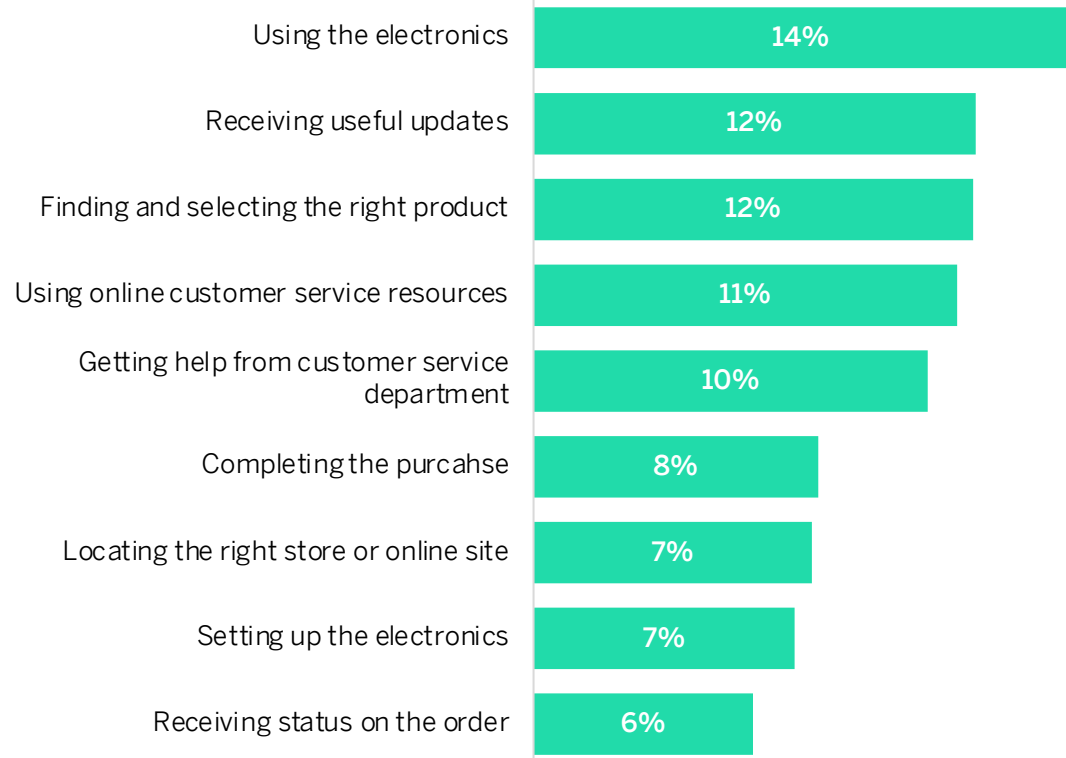 Using the electronics
14%
Receiving useful updates
12%
Finding and selecting the right product
12%
Using online customer service resources
11%
Getting help from customer service
department
10%
Completing the purcahse
8%
Locating the right store or online site
7%
Setting up the electronics
7%
Receiving status on the order
6%